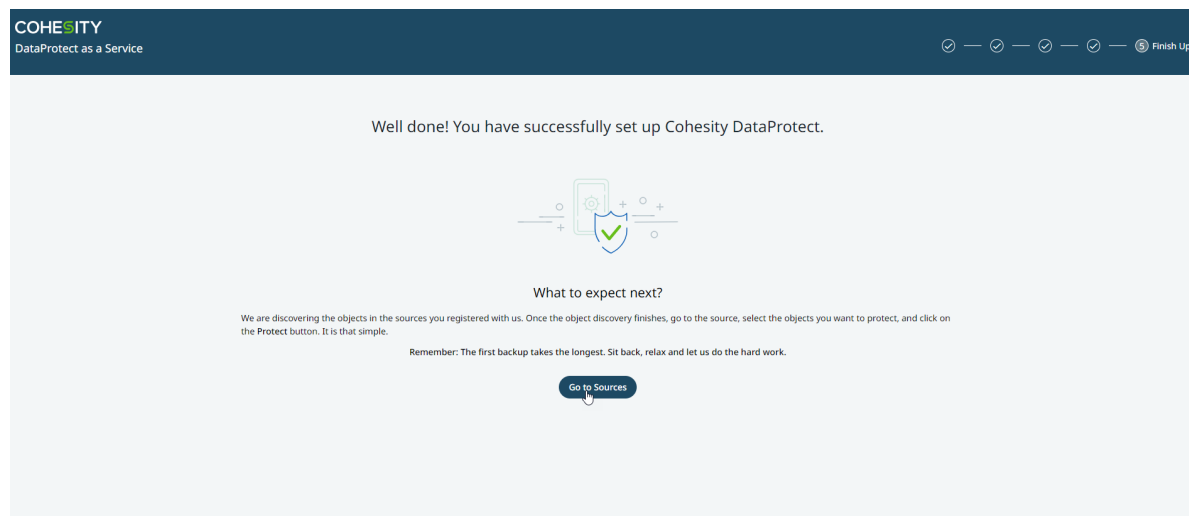 COHESITY
DataProtect as a Service
5 Finish Up
Well done! You have successfully set up Cohesity DataProtect.
What to expect next?
We are discovering the objects in the sources you registered with us. Once the object discovery finishes, go to the source, select the objects you want to protect, and click on
the Protect button. It is that simple.
Remember: The first backup takes the longest. Sit back, relax and let us do the hard work.
Go to Sources